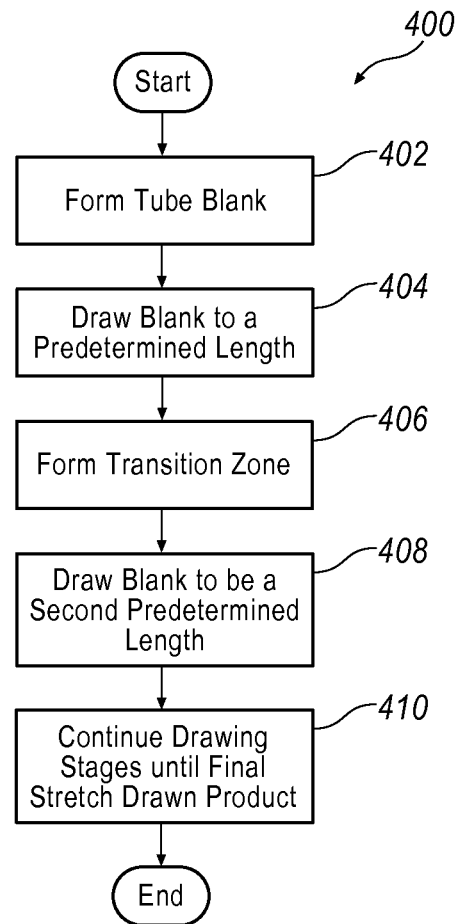 400
Start
402
Form Tube Blank
404
Draw Blank to a
Predetermined Length
406
Form Transition Zone
408
Draw Blank to be a
Second Predetermined
Length
410
Continue Drawing
Stages until Final
Stretch Drawn Product
End